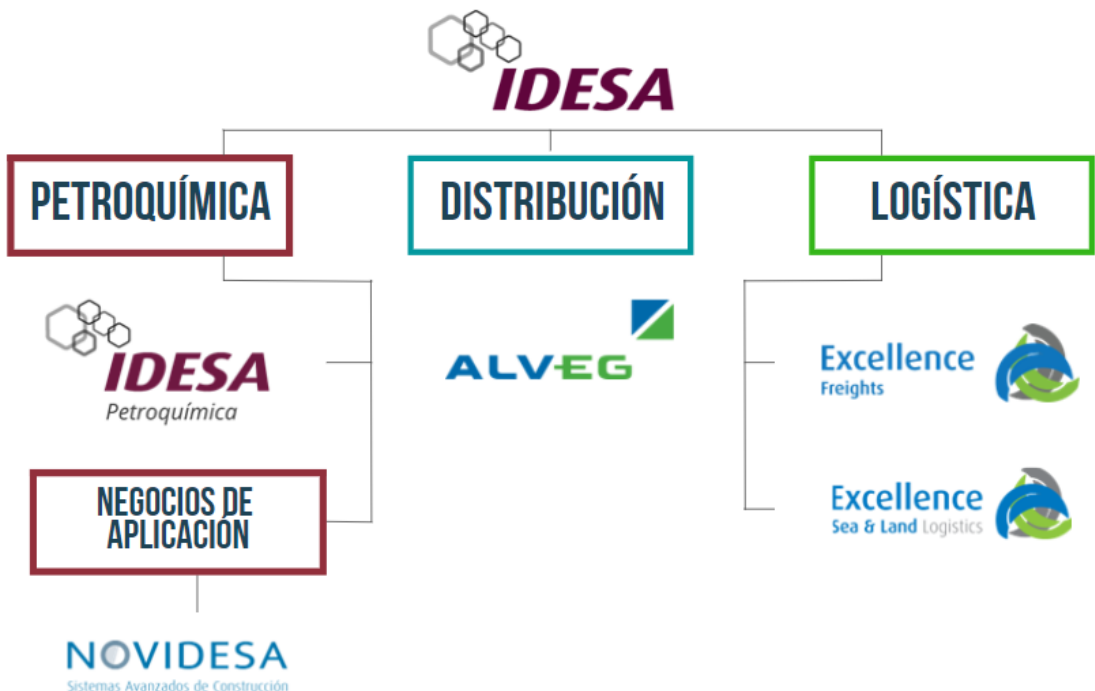 IDESA
PETROQUÍMICA
DISTRIBUCIÓN
LOGÍSTICA
IDESA
Petroquímica
ALVEG
Excellence
Freights
NEGOCIOS DE
APLICACIÓN
Excellence
Sea & Land Logistics
NOVIDESA
Sistemas Avanzados de Construcción